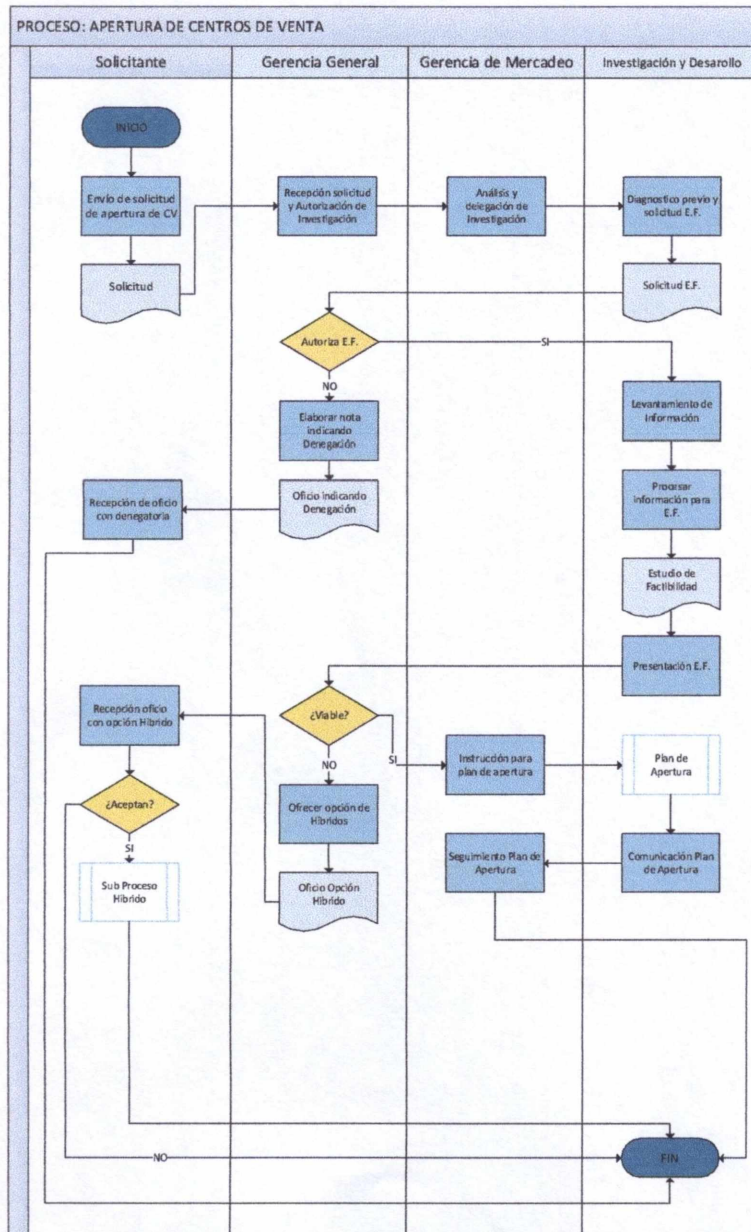 PROCESO: APERTURA DE CENTROS DE VENTA
Solicitante
Gerencia General
Gerencia de Mercadeo
Investigación y Desarollo
INICIO
Envío de solicitud
de apertura de CV
Recepción solicitud
y Autorización de
Investigación
Análisis y
delegación de
Investigación
Diagnostico previo y
solicitud E.F.
Solicitud
Solicitud E.F.
Autoriza E.F.
SI
NO
Levantamiento de
Información
Elaborar nota
indicando
Denegación
Recepción de oficio
con denegatoria
Oficio indicando
Denegación
Procesar
información para
E.F.
Estudio de
Factibilidad
Presentación E.F.
Recepción oficio
con opción Hibrido
¿Viable?
SI
NO
Instrucción para
plan de apertura
Plan de
Apertura
¿Aceptan?
SI
Ofrecer opción de
Hibridos
Seguimiento Plan de
Apertura
Comunicación Plan
de Apertura
Sub Proceso
Hibrido
Oficio Opción
Hibrido
NO
FIN